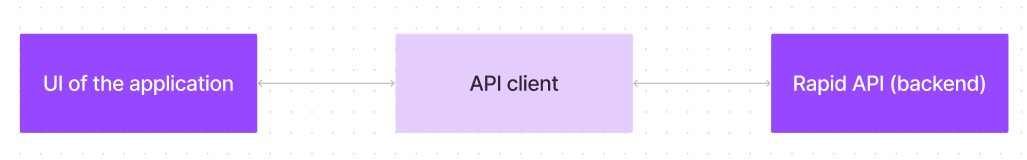 UI of the application
API client
Rapid API (backend)